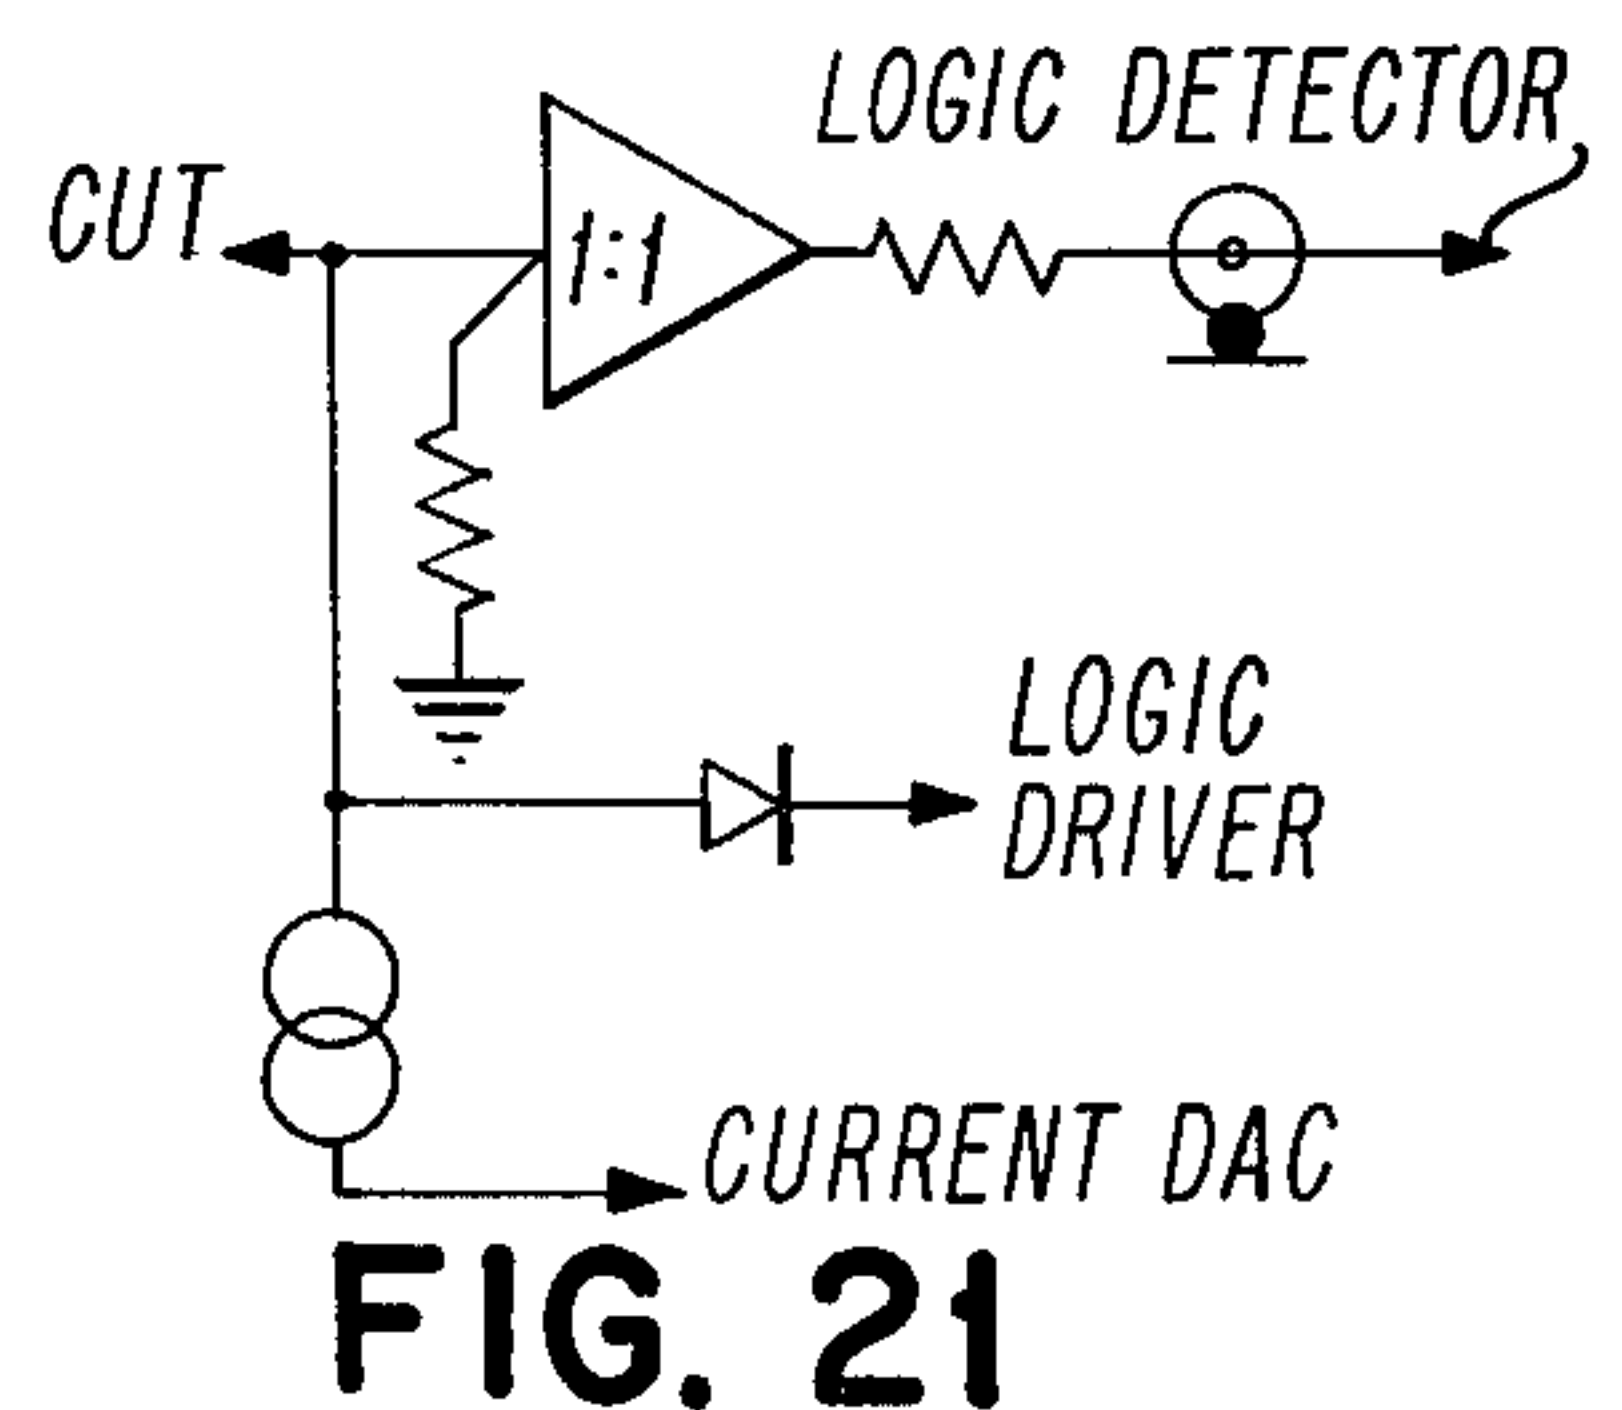 LOGIC DETECTOR
CUT
1:1
LOGIC
DRIVER
CURRENT DAC
FIG. 21